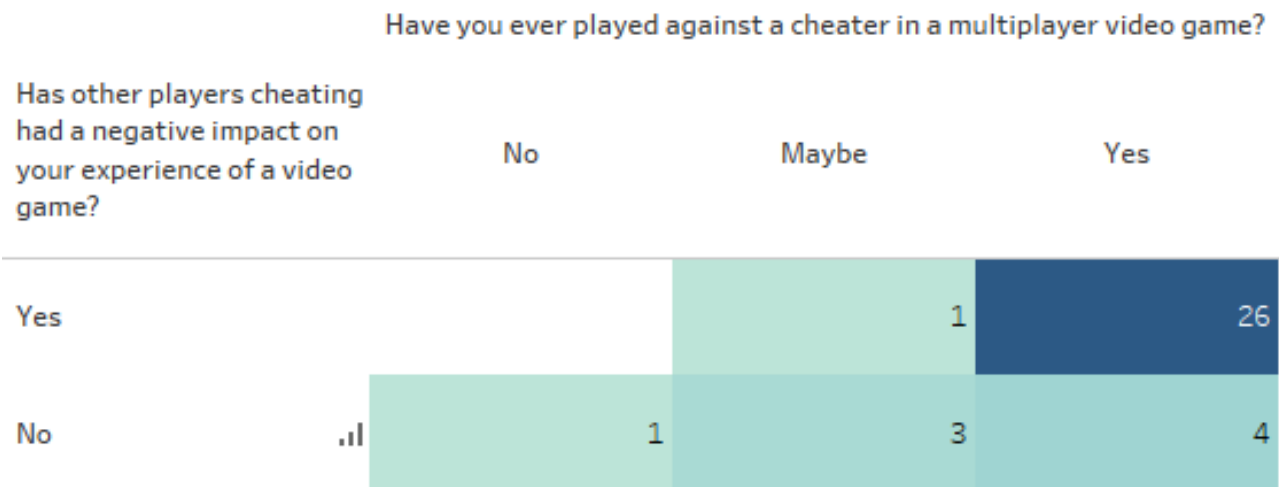 Have you ever played against a cheater in a multiplayer video game?
Has other players cheating
had a negative impact on
your experience of a video
game?
No Maybe Yes
Yes 1 26
No 1 3 4